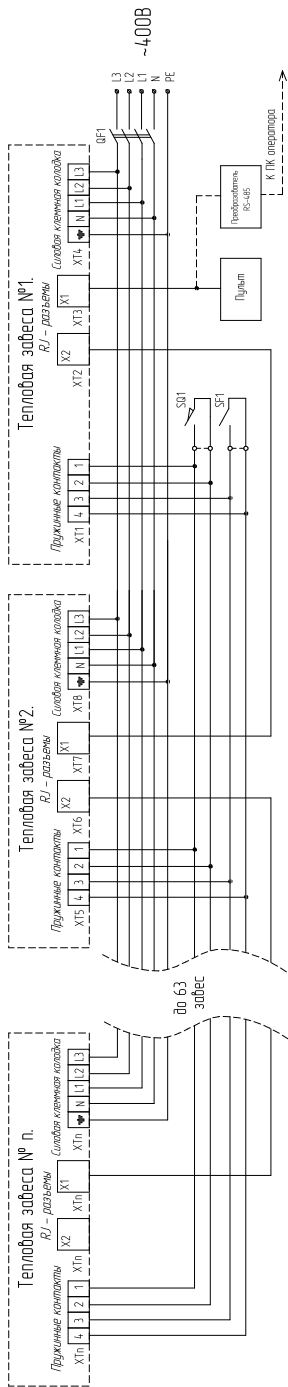 Тепловая завеса №1.
Пружинные контакты
RJ - разъемы
Силовая клеммная колодка
4 3 2 1
X2
X1
N L1 L2 L3
XT1
XT2
XT3
XT4
QF1
~400В
L3
L2
L1
N
PE
SQ1
SF1
Пульт
Преобразователь
RS-485
К ПК оператора
Тепловая завеса №2.
Пружинные контакты
RJ - разъемы
Силовая клеммная колодка
4 3 2 1
X2
X1
N L1 L2 L3
XT5
XT6
XT7
XT8
до 63
завес
Тепловая завеса № n.
Пружинные контакты
RJ - разъемы
Силовая клеммная колодка
4 3 2 1
X2
X1
N L1 L2 L3
XTn
XTn
XTn
XTn